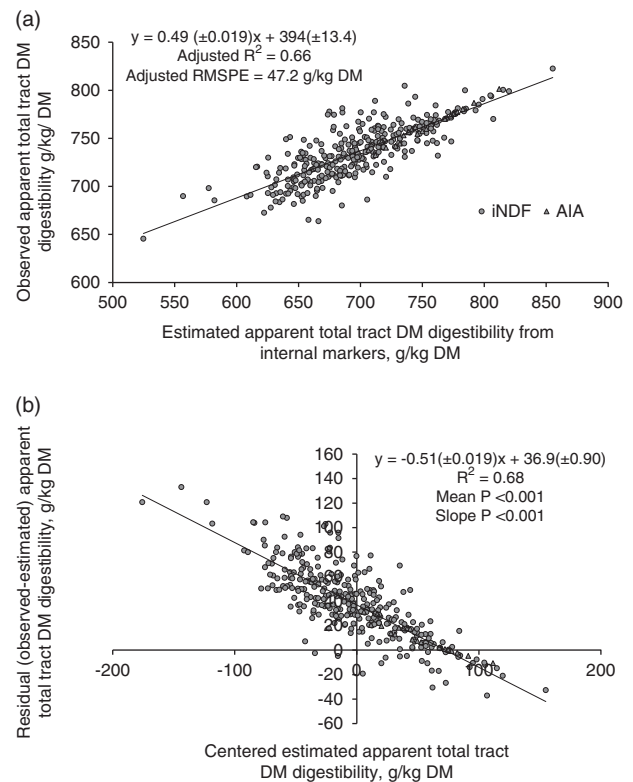 (a)
y = 0.49 (±0.019)x + 394(±13.4)
Adjusted R² = 0.66
Adjusted RMSPE = 47.2 g/kg DM
Observed apparent total tract DM
digestibility g/kg/ DM
900
800
750
700
650
600
500 550 600 650 700 750 800 850 900
iNDF AIA
Estimated apparent total tract DM digestibility from
internal markers, g/kg DM
(b)
y = -0.51(±0.019)x + 36.9(±0.90)
R² = 0.68
Mean P <0.001
Slope P <0.001
Residual (observed-estimated) apparent
total tract DM digestibility, g/kg DM
160
140
120
100
80
60
40
20
0
-20
-40
-60
-200 -100 0 100 200
Centered estimated apparent total tract
DM digestibility, g/kg DM